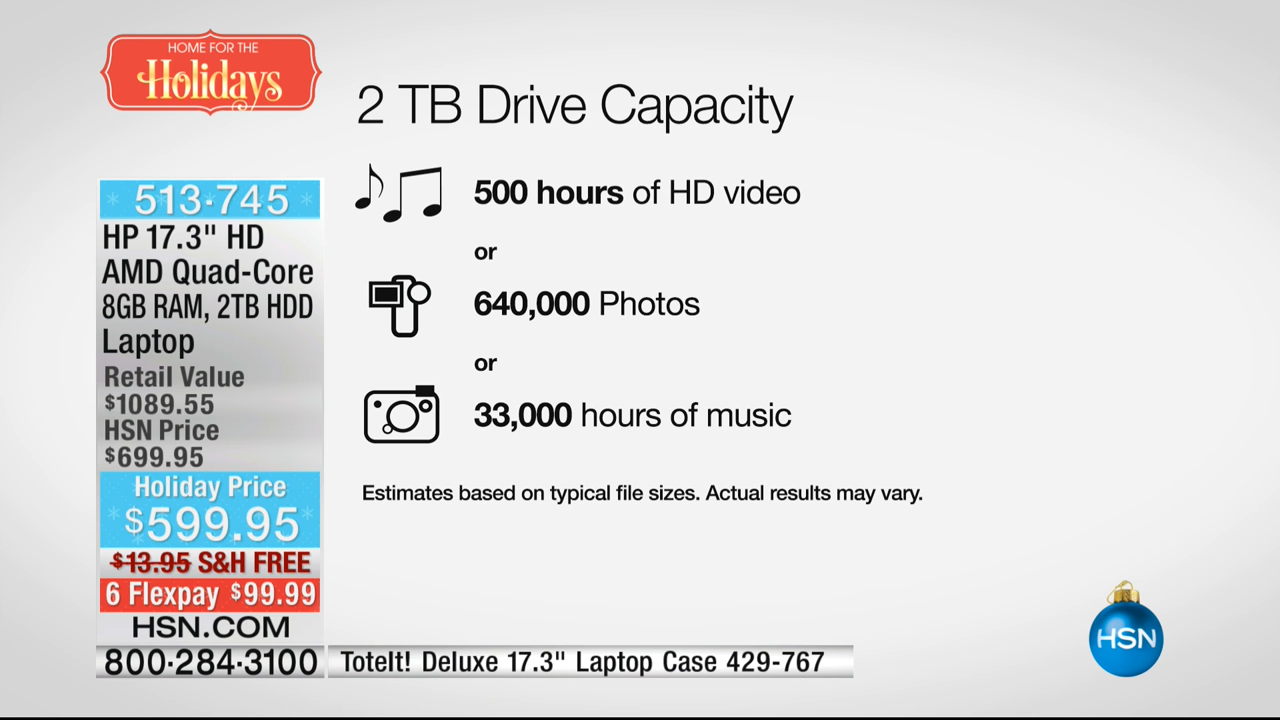 HOME FOR THE
Holidays
2 TB Drive Capacity
500 hours of HD video
or
640,000 Photos
or
33,000 hours of music
Estimates based on typical file sizes. Actual results may vary.
513·745
HP 17.3" HD
AMD Quad-Core
8GB RAM, 2TB HDD
Laptop
Retail Value
$1089.55
HSN Price
$699.95
Holiday Price
$599.95
$13.95 S&H FREE
6 Flexpay $99.99
HSN.COM
800·284·3100
ToteIt! Deluxe 17.3" Laptop Case 429-767
HSN